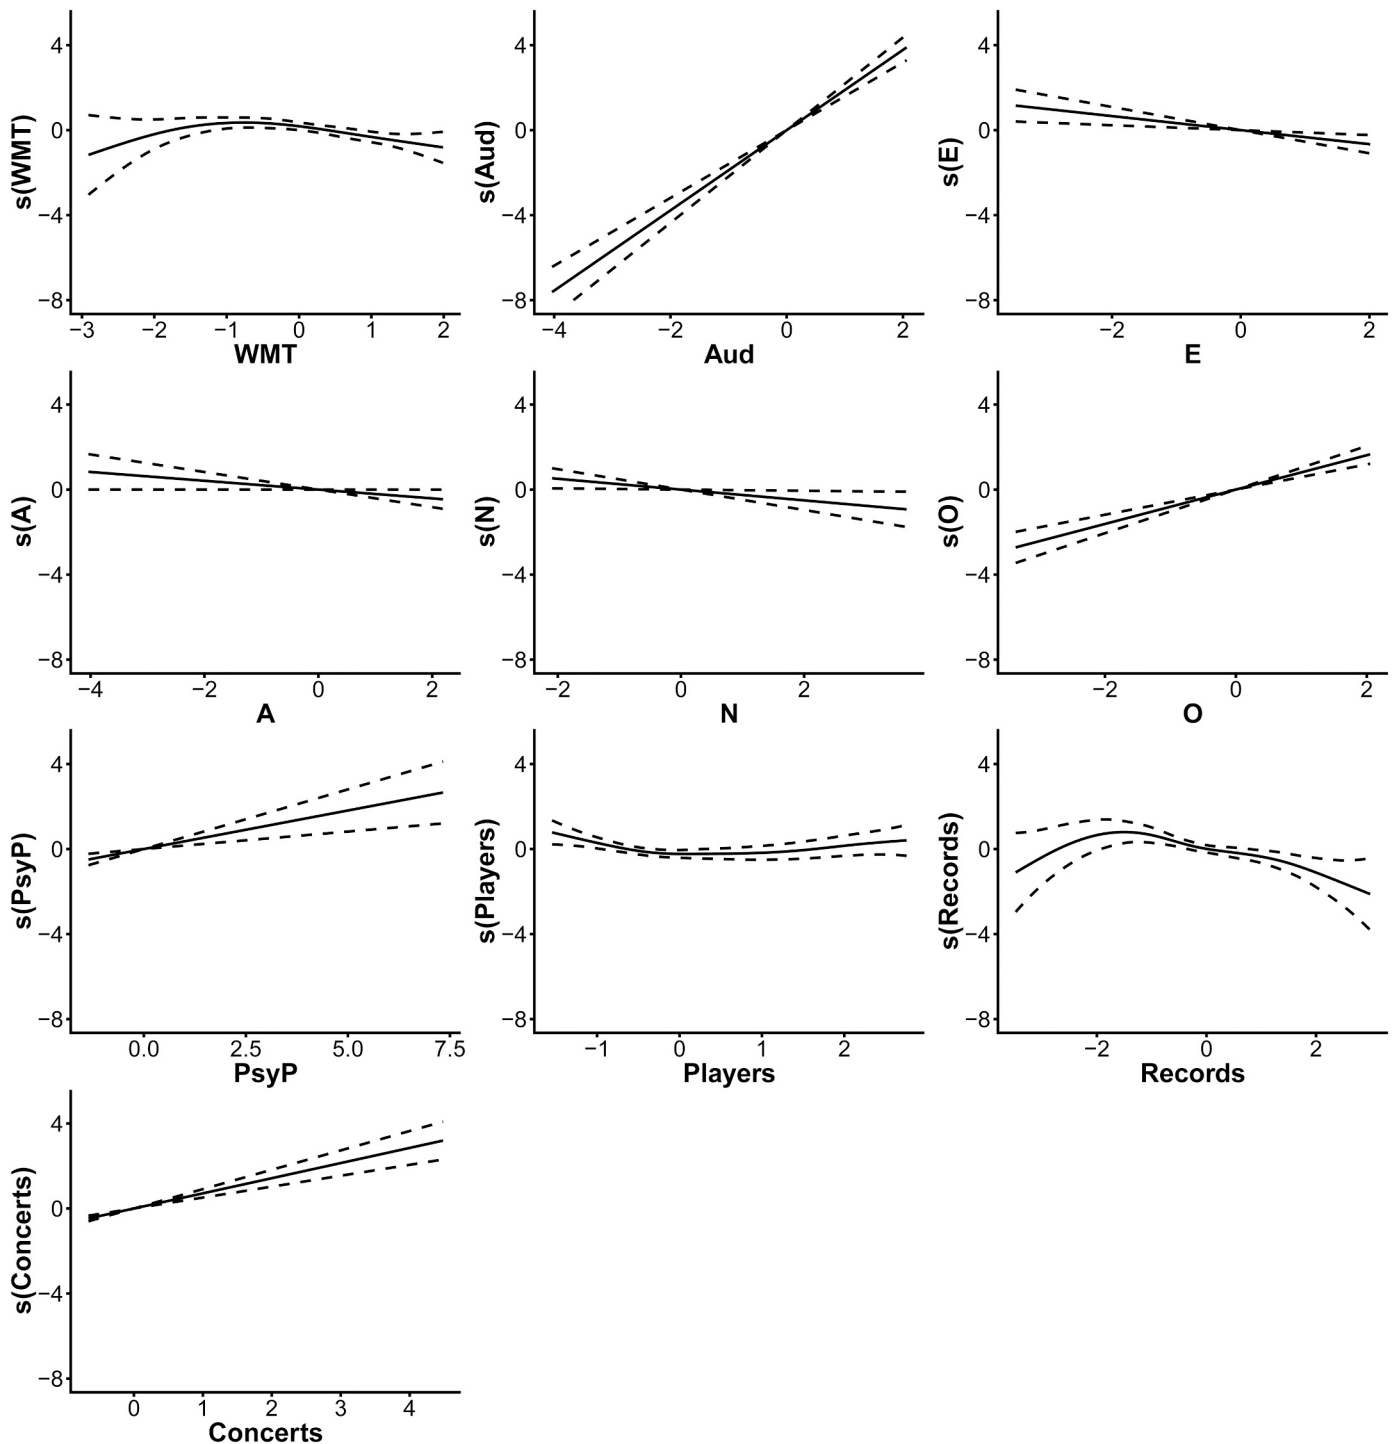 s(WMT)
4
0
−4
−8
−3 −2 −1 0 1 2
WMT
s(Aud)
4
0
−4
−8
−4 −2 0 2
Aud
s(E)
4
0
−4
−8
−2 0 2
E
s(A)
4
0
−4
−8
−4 −2 0 2
A
s(N)
4
0
−4
−8
−2 0 2
N
s(O)
4
0
−4
−8
−2 0 2
O
s(PsyP)
4
0
−4
−8
0.0 2.5 5.0 7.5
PsyP
s(Players)
4
0
−4
−8
−1 0 1 2
Players
s(Records)
4
0
−4
−8
−2 0 2
Records
s(Concerts)
4
0
−4
−8
0 1 2 3 4
Concerts